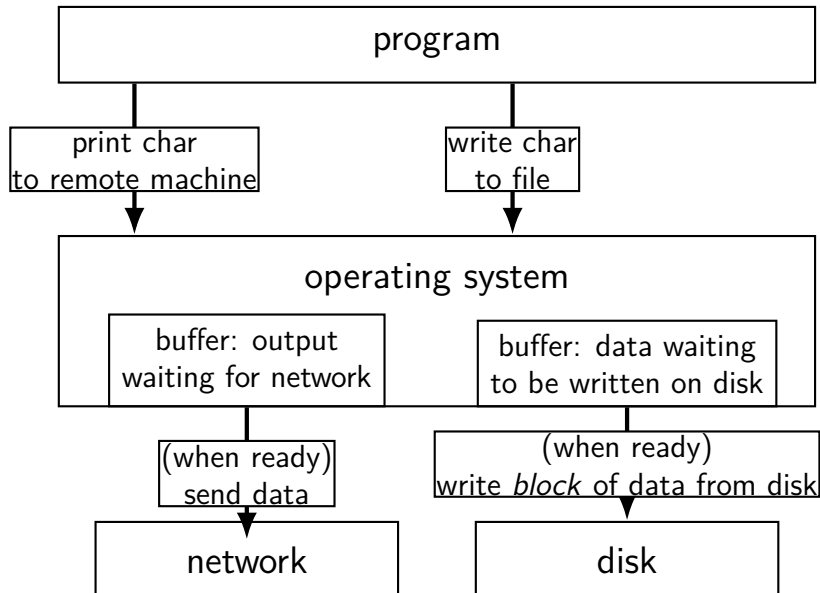 program
print char
to remote machine
write char
to file
operating system
buffer: output
waiting for network
buffer: data waiting
to be written on disk
(when ready)
send data
(when ready)
write block of data from disk
network
disk